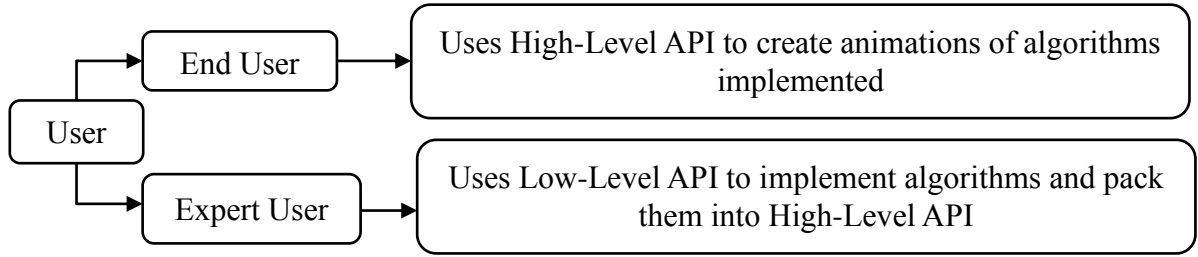 User
End User
Uses High-Level API to create animations of algorithms
implemented
Expert User
Uses Low-Level API to implement algorithms and pack
them into High-Level API